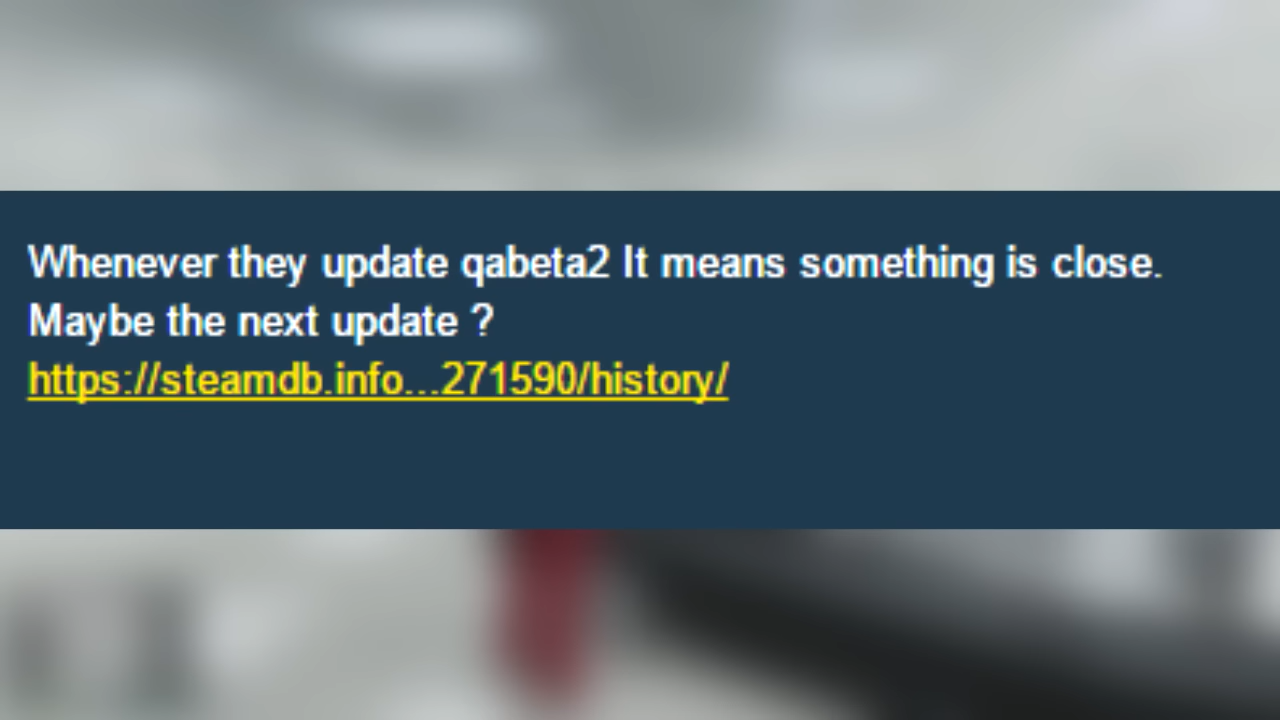 Whenever they update qabeta2 It means something is close.
Maybe the next update ?
https://steamdb.info...271590/history/